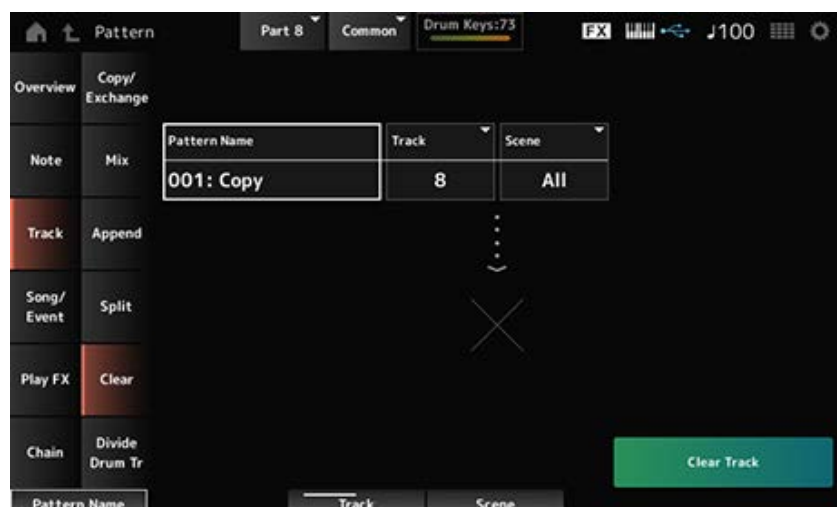 Pattern
Part 8
Common
Drum Keys:73
FX
♩100
Overview
Copy/
Exchange
Note
Mix
Track
Append
Song/
Event
Split
Play FX
Clear
Chain
Divide
Drum Tr
Pattern Name
Track
Scene
001: Copy
8
All
Clear Track
Pattern Name
Track
Scene